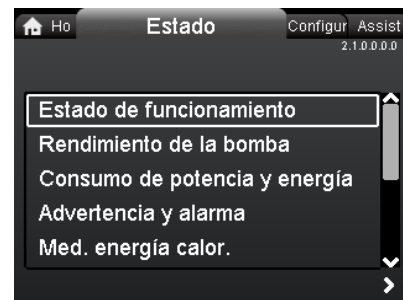 Ho Estado Configur Assist
2.1.0.0.0.0
Estado de funcionamiento
Rendimiento de la bomba
Consumo de potencia y energía
Advertencia y alarma
Med. energía calor.